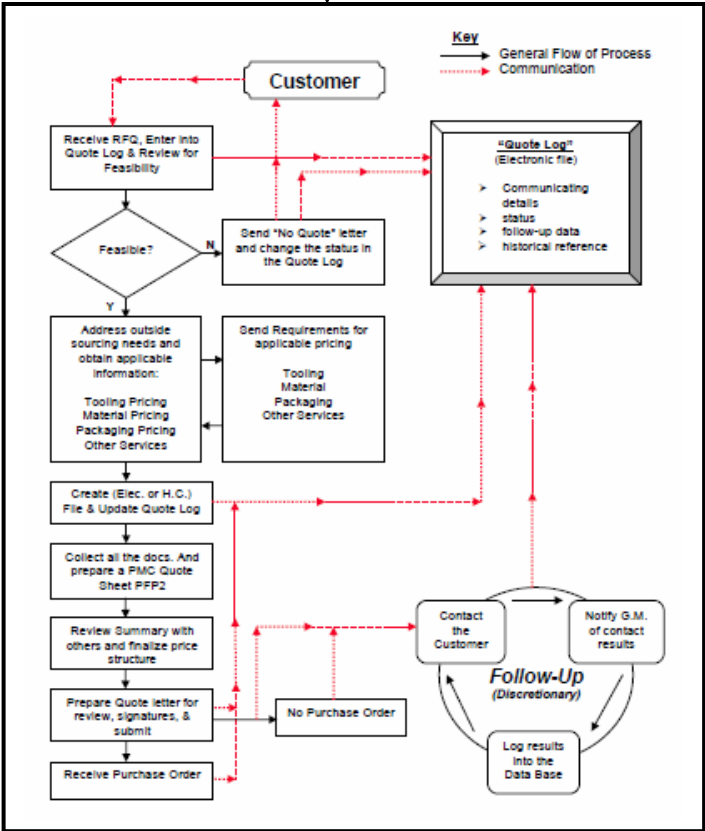 Key
General Flow of Process
Communication
Customer
Receive RFQ, Enter into
Quote Log & Review for
Feasibility
"Quote Log"
(Electronic file)
➢ Communicating
details
➢ status
➢ follow-up data
➢ historical reference
Feasible?
N
Send "No Quote" letter
and change the status in
the Quote Log
Y
Address outside
sourcing needs and
obtain applicable
information:
Tooling Pricing
Material Pricing
Packaging Pricing
Other Services
Send Requirements for
applicable pricing
Tooling
Material
Packaging
Other Services
Create (Elec. or H.C.)
File & Update Quote Log
Collect all the docs. And
prepare a PMC Quote
Sheet PFP2
Review Summary with
others and finalize price
structure
Prepare Quote letter for
review, signatures, &
submit
No Purchase Order
Receive Purchase Order
Contact
the
Customer
Notify G.M.
of contact
results
Follow-Up
(Discretionary)
Log results
into the
Data Base